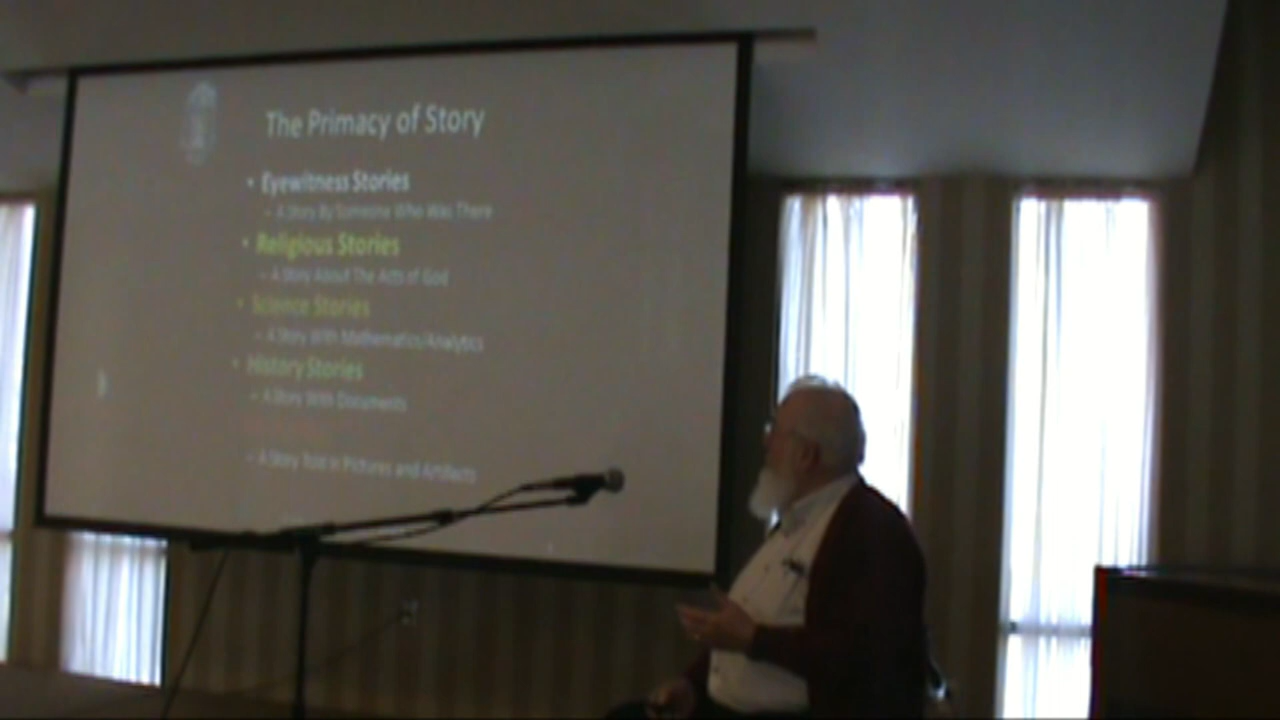 The Primacy of Story
• Eyewitness Stories
– A Story By Someone Who Was There
• Religious Stories
– A Story About The Acts of God
• Science Stories
– A Story With Mathematics/Analytics
• History Stories
– A Story With Documents
– A Story Told in Pictures and Artifacts